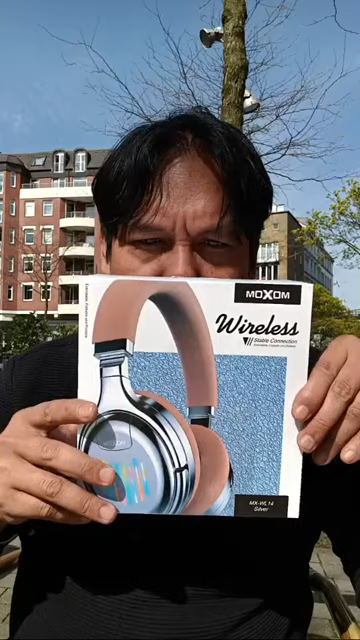 MOXOM
Wireless
Stable Connection
MX-WL14
Silver